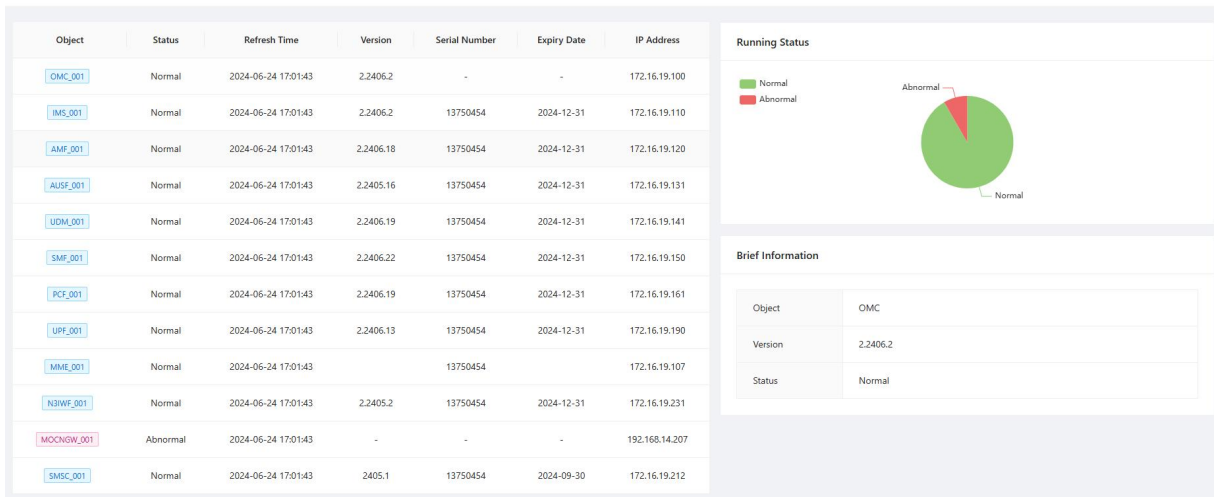 Object Status Refresh Time Version Serial Number Expiry Date IP Address
OMC_001 Normal 2024-06-24 17:01:43 2.2406.2 - - 172.16.19.100
IMS_001 Normal 2024-06-24 17:01:43 2.2406.2 13750454 2024-12-31 172.16.19.110
AMF_001 Normal 2024-06-24 17:01:43 2.2406.18 13750454 2024-12-31 172.16.19.120
AUSF_001 Normal 2024-06-24 17:01:43 2.2405.16 13750454 2024-12-31 172.16.19.131
UDM_001 Normal 2024-06-24 17:01:43 2.2406.19 13750454 2024-12-31 172.16.19.141
SMF_001 Normal 2024-06-24 17:01:43 2.2406.22 13750454 2024-12-31 172.16.19.150
PCF_001 Normal 2024-06-24 17:01:43 2.2406.19 13750454 2024-12-31 172.16.19.161
UPF_001 Normal 2024-06-24 17:01:43 2.2406.13 13750454 2024-12-31 172.16.19.190
MME_001 Normal 2024-06-24 17:01:43 13750454 172.16.19.107
N3IWF_001 Normal 2024-06-24 17:01:43 2.2405.2 13750454 2024-12-31 172.16.19.231
MOCNGW_001 Abnormal 2024-06-24 17:01:43 - - - 192.168.14.207
SMSC_001 Normal 2024-06-24 17:01:43 2405.1 13750454 2024-09-30 172.16.19.212
Running Status
Normal
Abnormal
Abnormal
Normal
Brief Information
Object OMC
Version 2.2406.2
Status Normal